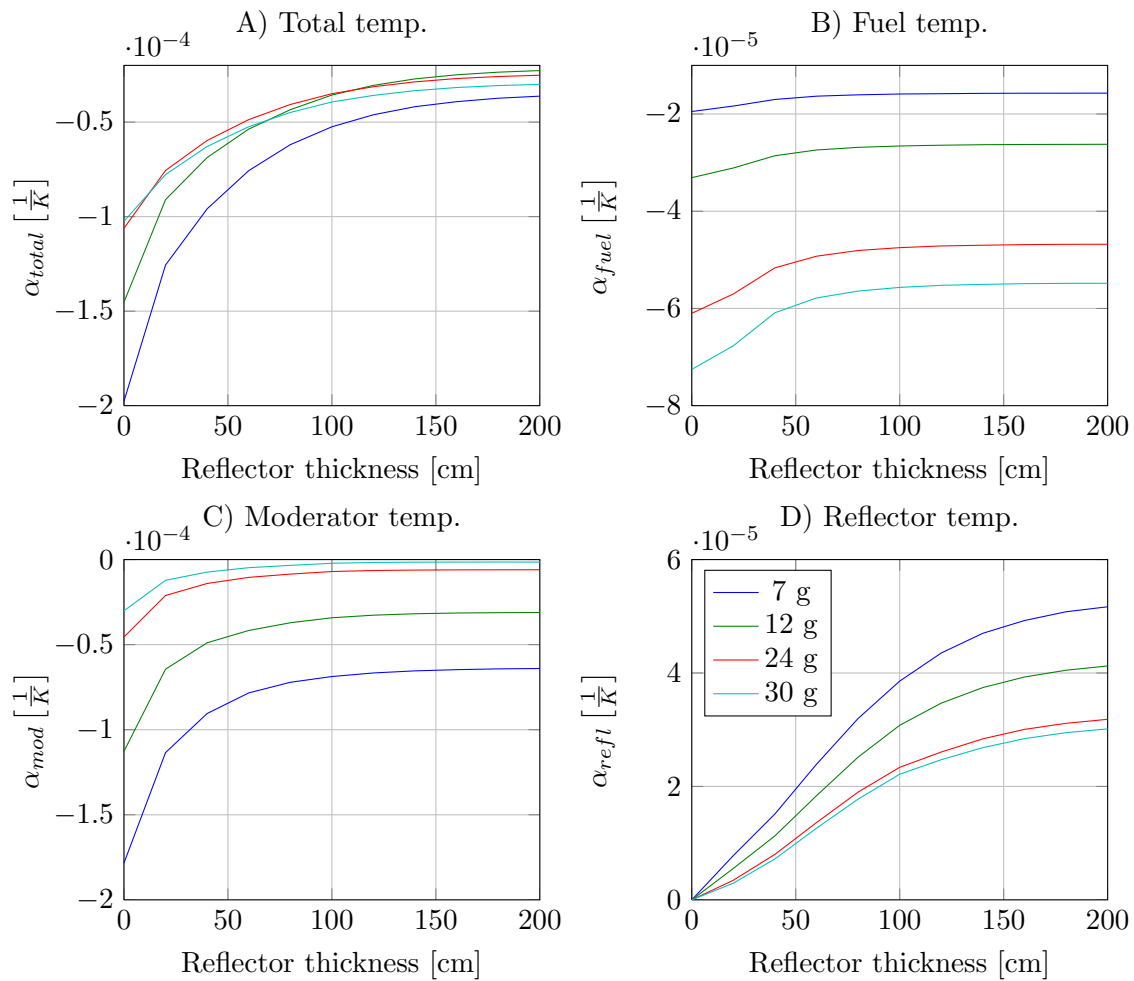 A) Total temp.
·10−4
−0.5
−1
−1.5
−2
0 50 100 150 200
Reflector thickness [cm]
αtotal [1/K]
B) Fuel temp.
·10−5
−2
−4
−6
−8
0 50 100 150 200
Reflector thickness [cm]
αfuel [1/K]
C) Moderator temp.
·10−4
0
−0.5
−1
−1.5
−2
0 50 100 150 200
Reflector thickness [cm]
αmod [1/K]
D) Reflector temp.
·10−5
6
4
2
0
0 50 100 150 200
Reflector thickness [cm]
αrefl [1/K]
7 g
12 g
24 g
30 g